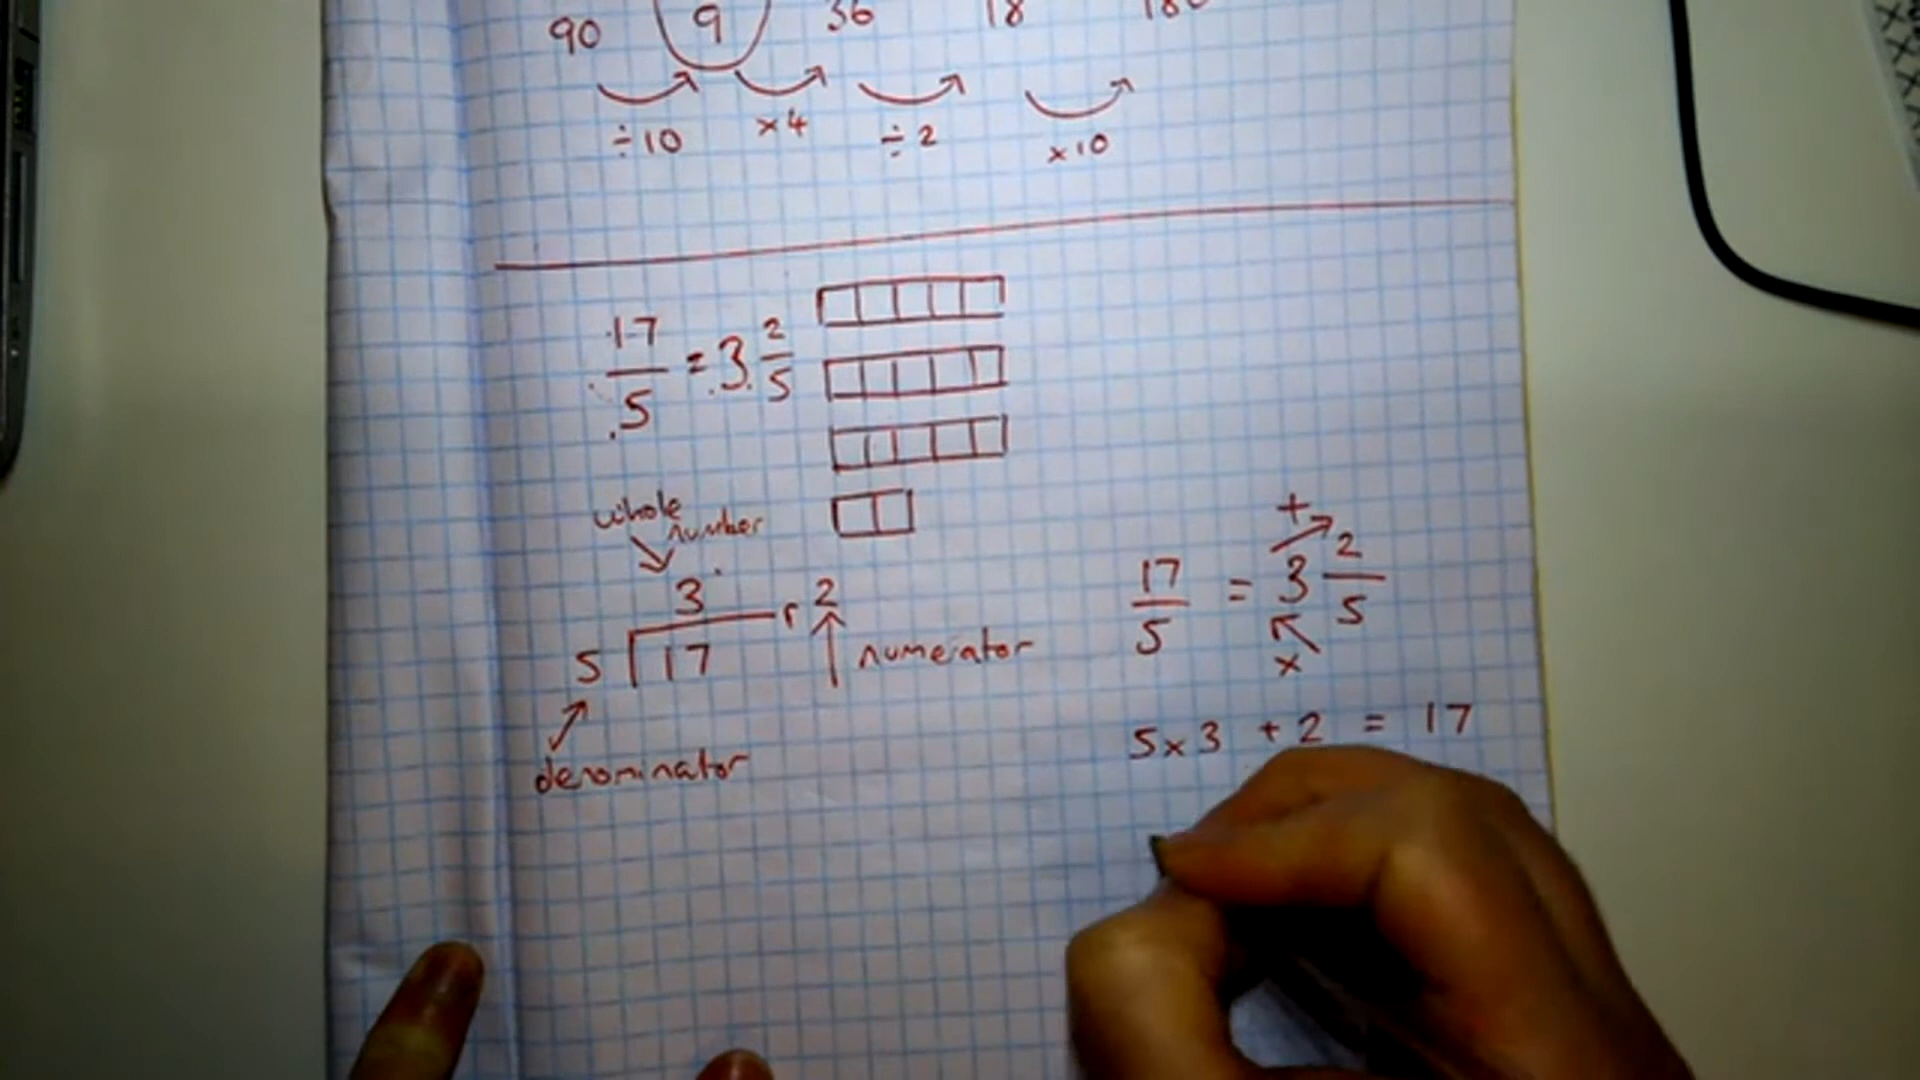 90 9 36 18 180
÷10 ×4 ÷2 ×10
17/5 = 3 2/5
whole number
3 r 2
5 17
numerator
denominator
+
17/5 = 3 2/5
×
5×3 + 2 = 17